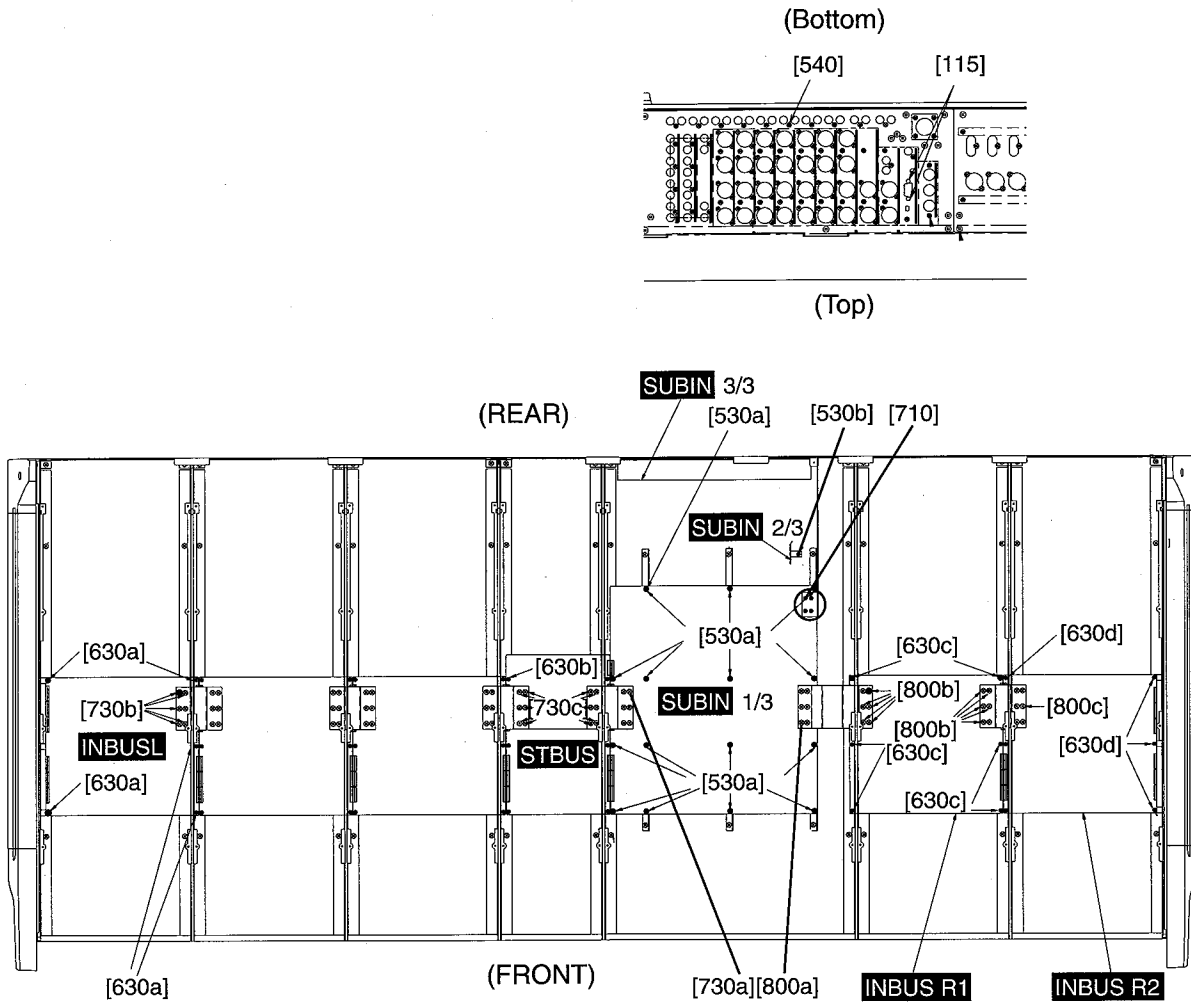 (Bottom)
[540]
[115]
(Top)
SUBIN 3/3
(REAR)
[530a]
[530b]
[710]
SUBIN 2/3
[530a]
[630a]
[630b]
[630c]
[630d]
[730b]
[730c
SUBIN 1/3
[800b]
[800c]
[800b]
INBUSL
STBUS
[630c]
[630d]
[630a]
[530a]
[630c]
[630a]
(FRONT)
[730a][800a]
INBUS R1
INBUS R2